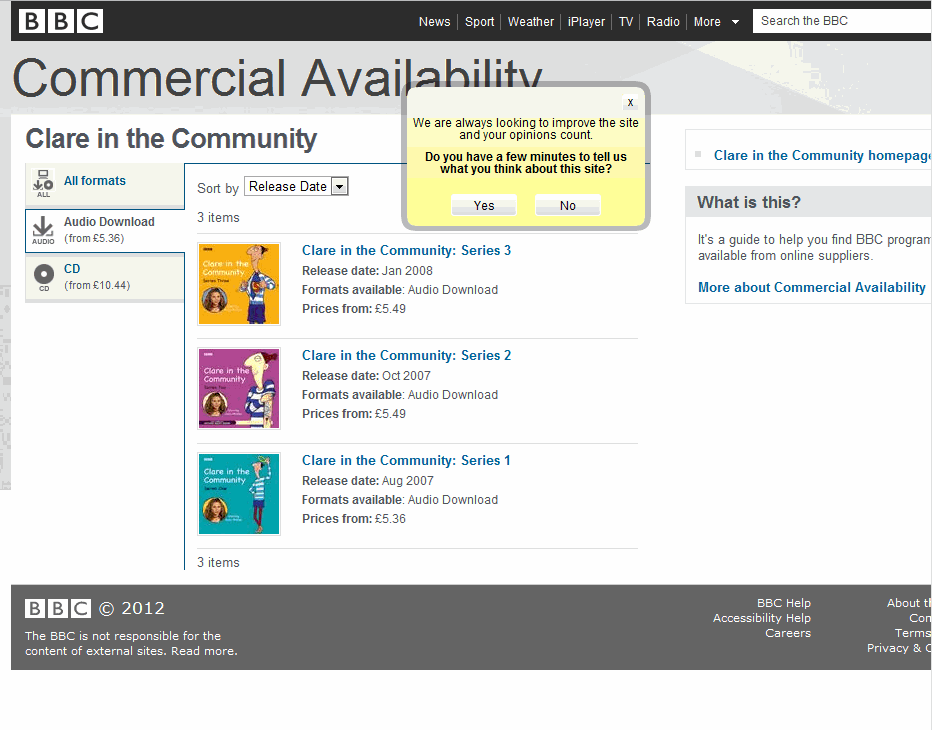 BBC
News Sport Weather iPlayer TV Radio More Search the BBC
Commercial Availability
Clare in the Community
All formats
ALL
Audio Download
(from £5.36)
AUDIO
CD
(from £10.44)
CD
Sort by Release Date
3 items
x
We are always looking to improve the site
and your opinions count.
Do you have a few minutes to tell us
what you think about this site?
Yes No
Clare in the
Community
Series Three
Clare in the Community: Series 3
Release date: Jan 2008
Formats available: Audio Download
Prices from: £5.49
Clare in the
Community
Series Two
Clare in the Community: Series 2
Release date: Oct 2007
Formats available: Audio Download
Prices from: £5.49
Clare in the
Community
Series One
Clare in the Community: Series 1
Release date: Aug 2007
Formats available: Audio Download
Prices from: £5.36
3 items
Clare in the Community homepage
What is this?
It's a guide to help you find BBC program
available from online suppliers.
More about Commercial Availability
BBC © 2012
The BBC is not responsible for the
content of external sites. Read more.
BBC Help
Accessibility Help
Careers
About th
Con
Terms
Privacy & C